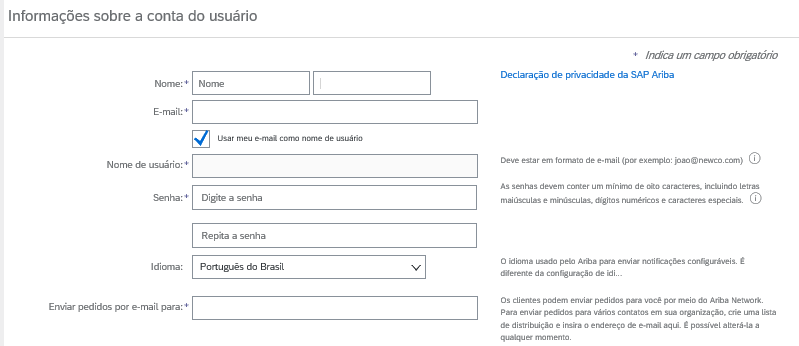 Informações sobre a conta do usuário
* Indica um campo obrigatório
Nome:* Nome
Declaração de privacidade da SAP Ariba
E-mail:*
Usar meu e-mail como nome de usuário
Nome de usuário:*
Deve estar em formato de e-mail (por exemplo: joao@newco.com)
Senha:* Digite a senha
As senhas devem conter um mínimo de oito caracteres, incluindo letras
maiúsculas e minúsculas, dígitos numéricos e caracteres especiais.
Repita a senha
Idioma: Português do Brasil
O idioma usado pelo Ariba para enviar notificações configuráveis. É
diferente da configuração de idi...
Enviar pedidos por e-mail para:*
Os clientes podem enviar pedidos para você por meio do Ariba Network.
Para enviar pedidos para vários contatos em sua organização, crie uma lista
de distribuição e insira o endereço de e-mail aqui. É possível alterá-la a
qualquer momento.